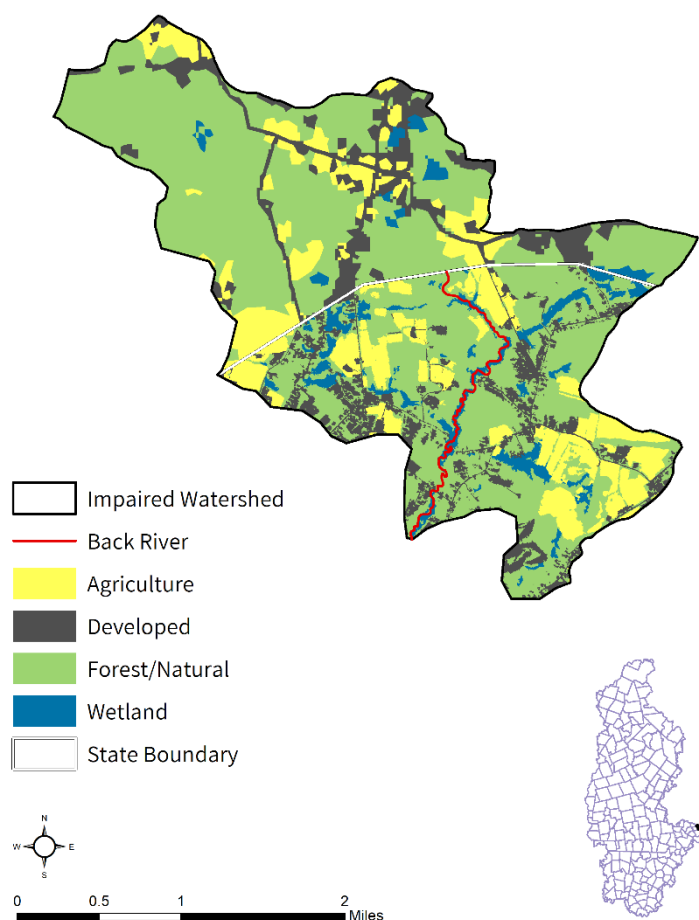 Impaired Watershed
Back River
Agriculture
Developed
Forest/Natural
Wetland
State Boundary
N
W E
S
0 0.5 1 2
Miles